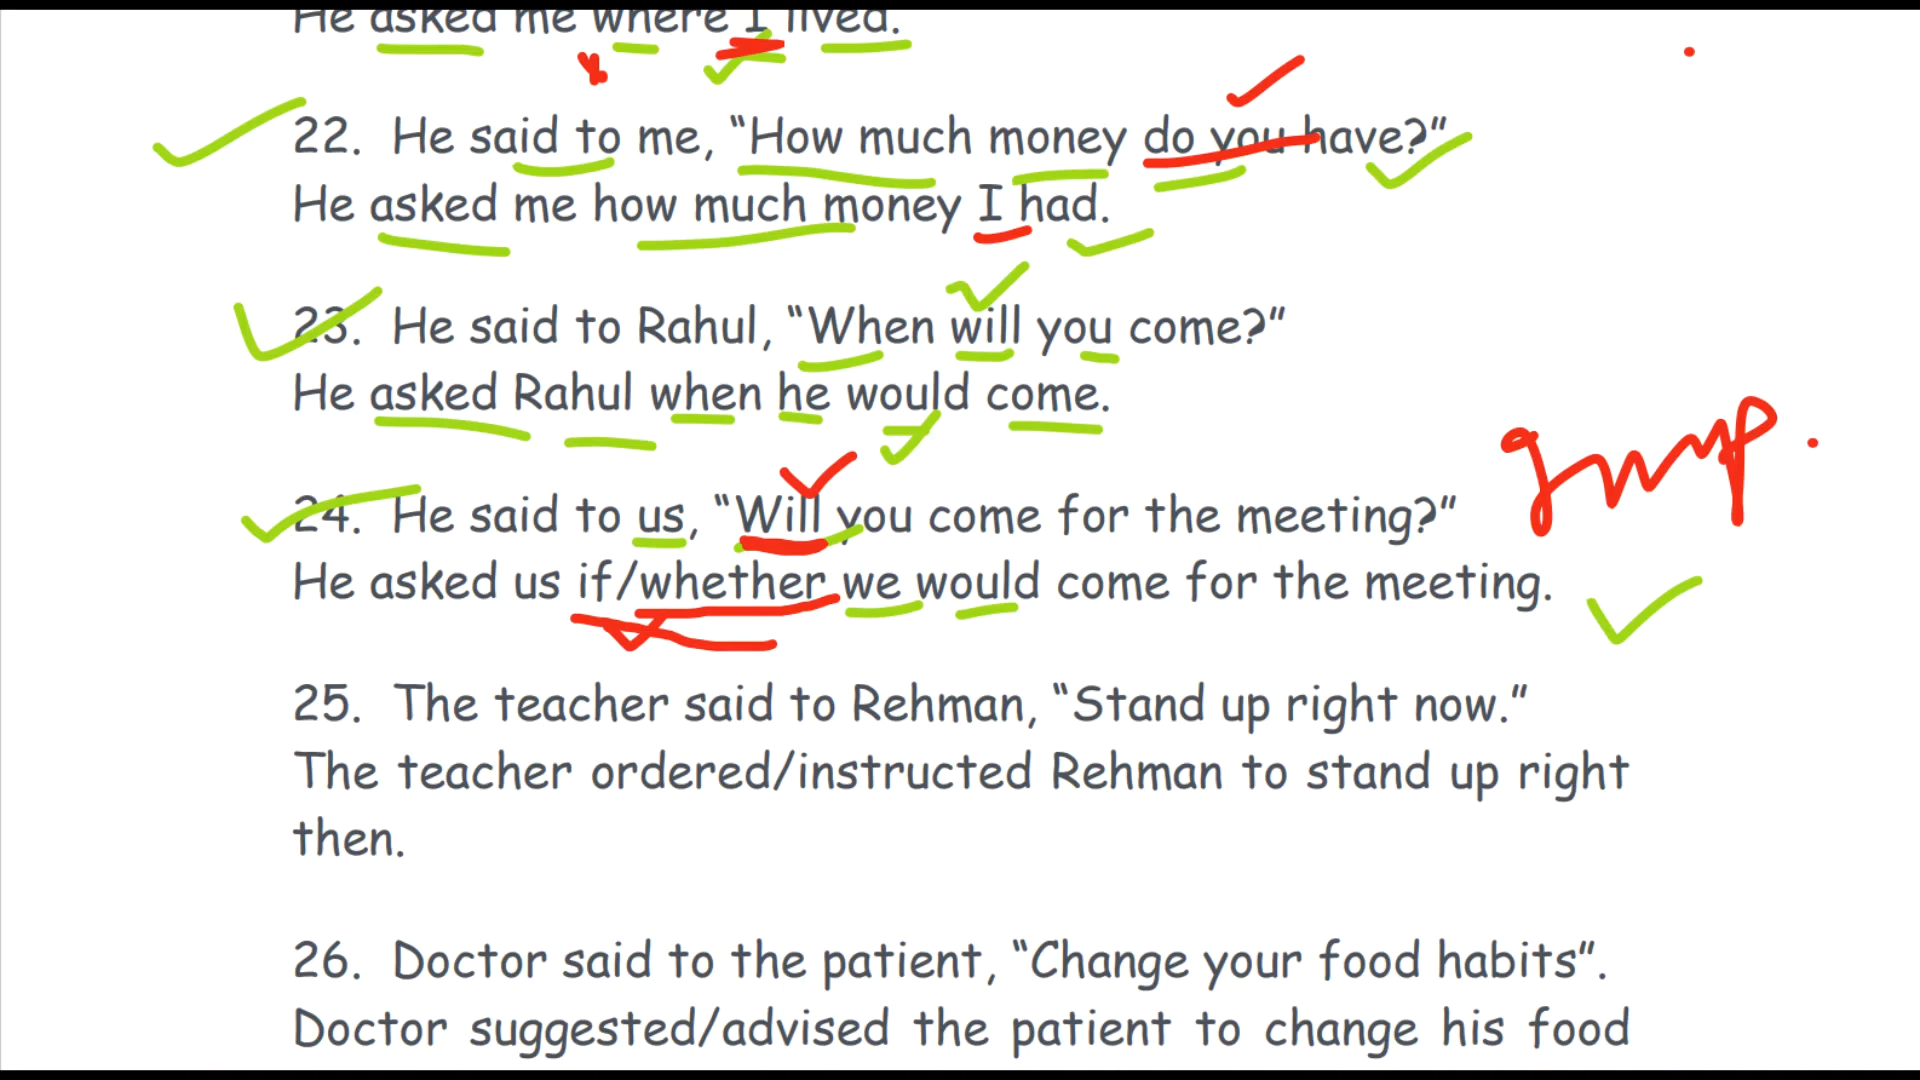 He asked me where I lived.
22. He said to me, “How much money do you have?”
He asked me how much money I had.
23. He said to Rahul, “When will you come?”
He asked Rahul when he would come.
24. He said to us, “Will you come for the meeting?”
He asked us if/whether we would come for the meeting.
25. The teacher said to Rehman, “Stand up right now.”
The teacher ordered/instructed Rehman to stand up right
then.
26. Doctor said to the patient, “Change your food habits”.
Doctor suggested/advised the patient to change his food